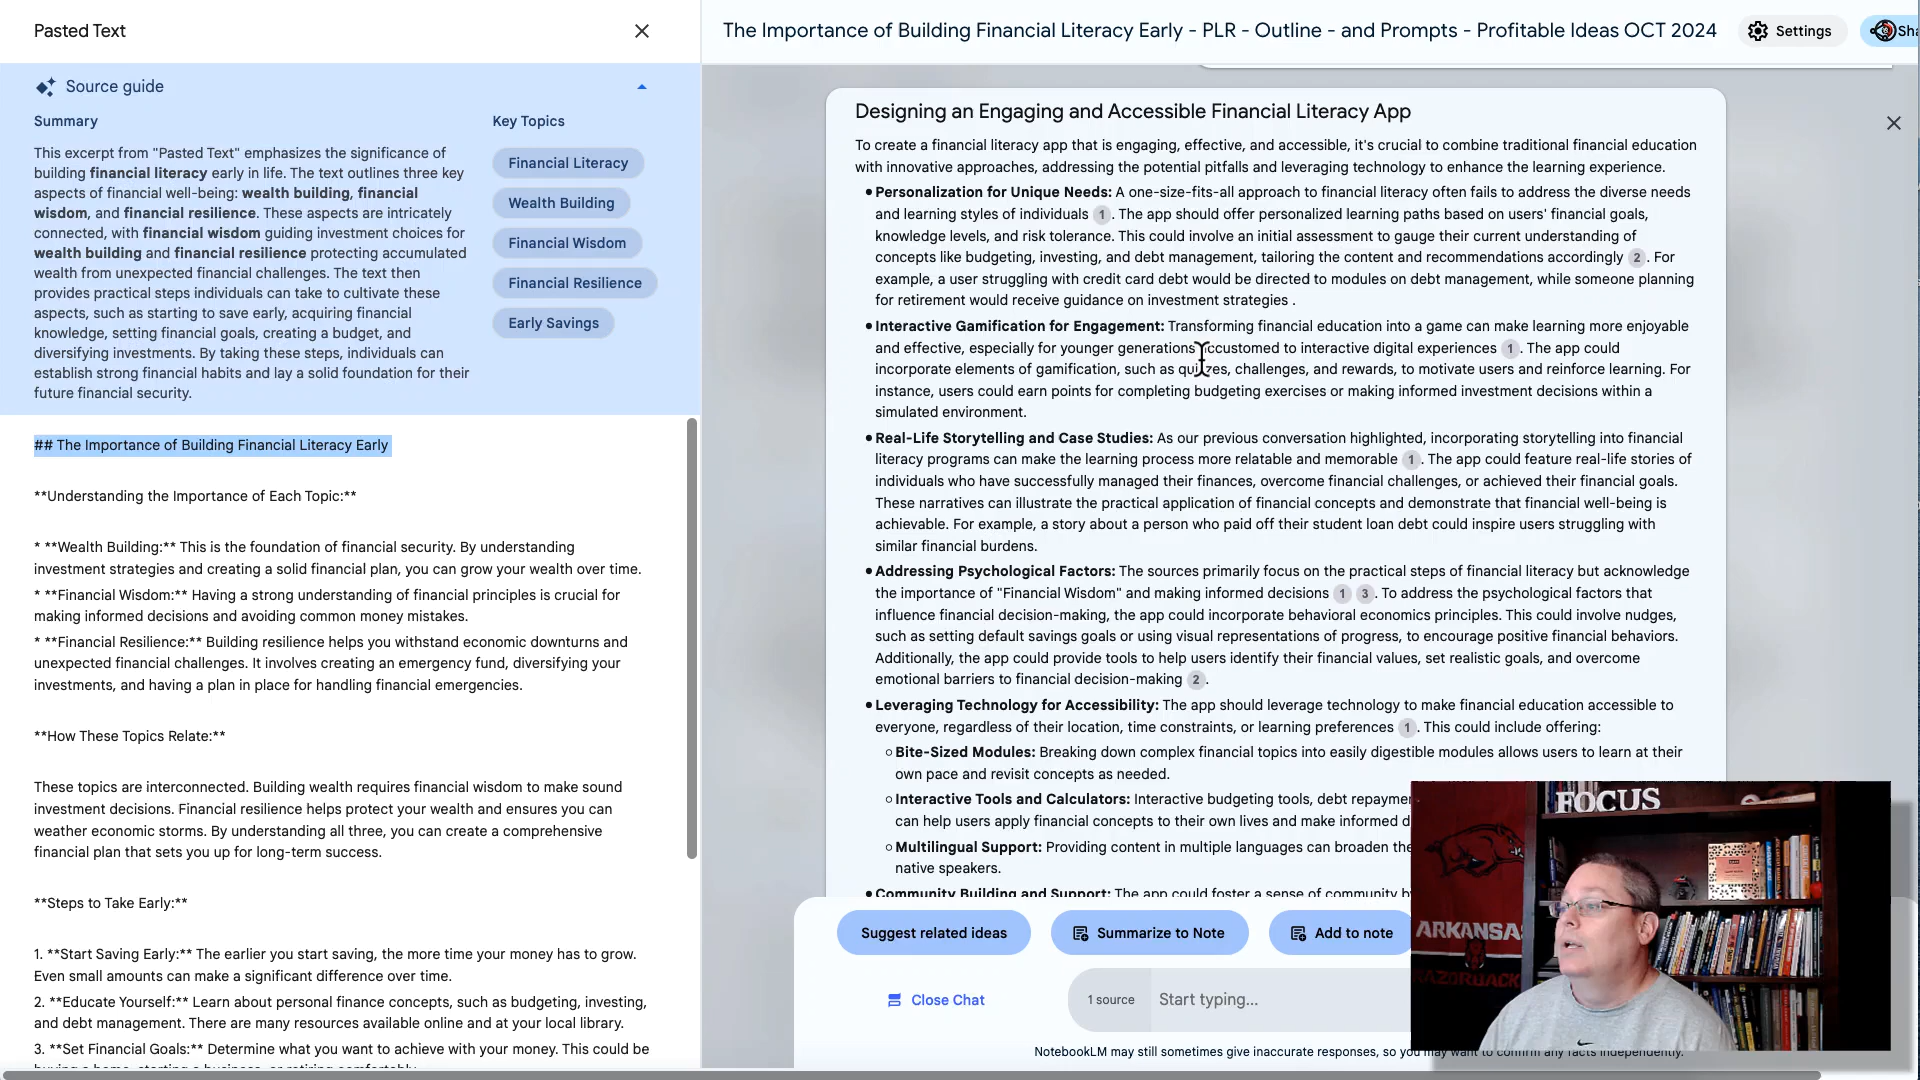 Pasted Text
Source guide
Summary
This excerpt from "Pasted Text" emphasizes the significance of
building financial literacy early in life. The text outlines three key
aspects of financial well-being: wealth building, financial
wisdom, and financial resilience. These aspects are intricately
connected, with financial wisdom guiding investment choices for
wealth building and financial resilience protecting accumulated
wealth from unexpected financial challenges. The text then
provides practical steps individuals can take to cultivate these
aspects, such as starting to save early, acquiring financial
knowledge, setting financial goals, creating a budget, and
diversifying investments. By taking these steps, individuals can
establish strong financial habits and lay a solid foundation for their
future financial security.
Key Topics
Financial Literacy
Wealth Building
Financial Wisdom
Financial Resilience
Early Savings
## The Importance of Building Financial Literacy Early
**Understanding the Importance of Each Topic:**
* **Wealth Building:** This is the foundation of financial security. By understanding
investment strategies and creating a solid financial plan, you can grow your wealth over time.
* **Financial Wisdom:** Having a strong understanding of financial principles is crucial for
making informed decisions and avoiding common money mistakes.
* **Financial Resilience:** Building resilience helps you withstand economic downturns and
unexpected financial challenges. It involves creating an emergency fund, diversifying your
investments, and having a plan in place for handling financial emergencies.
**How These Topics Relate:**
These topics are interconnected. Building wealth requires financial wisdom to make sound
investment decisions. Financial resilience helps protect your wealth and ensures you can
weather economic storms. By understanding all three, you can create a comprehensive
financial plan that sets you up for long-term success.
**Steps to Take Early:**
1. **Start Saving Early:** The earlier you start saving, the more time your money has to grow.
Even small amounts can make a significant difference over time.
2. **Educate Yourself:** Learn about personal finance concepts, such as budgeting, investing,
and debt management. There are many resources available online and at your local library.
3. **Set Financial Goals:** Determine what you want to achieve with your money. This could be
The Importance of Building Financial Literacy Early - PLR - Outline - and Prompts - Profitable Ideas OCT 2024
Settings
Sha
Designing an Engaging and Accessible Financial Literacy App
To create a financial literacy app that is engaging, effective, and accessible, it's crucial to combine traditional financial education
with innovative approaches, addressing the potential pitfalls and leveraging technology to enhance the learning experience.
• Personalization for Unique Needs: A one-size-fits-all approach to financial literacy often fails to address the diverse needs
and learning styles of individuals 1 . The app should offer personalized learning paths based on users' financial goals,
knowledge levels, and risk tolerance. This could involve an initial assessment to gauge their current understanding of
concepts like budgeting, investing, and debt management, tailoring the content and recommendations accordingly 2 . For
example, a user struggling with credit card debt would be directed to modules on debt management, while someone planning
for retirement would receive guidance on investment strategies .
• Interactive Gamification for Engagement: Transforming financial education into a game can make learning more enjoyable
and effective, especially for younger generations accustomed to interactive digital experiences 1 . The app could
incorporate elements of gamification, such as quizzes, challenges, and rewards, to motivate users and reinforce learning. For
instance, users could earn points for completing budgeting exercises or making informed investment decisions within a
simulated environment.
• Real-Life Storytelling and Case Studies: As our previous conversation highlighted, incorporating storytelling into financial
literacy programs can make the learning process more relatable and memorable 1 . The app could feature real-life stories of
individuals who have successfully managed their finances, overcome financial challenges, or achieved their financial goals.
These narratives can illustrate the practical application of financial concepts and demonstrate that financial well-being is
achievable. For example, a story about a person who paid off their student loan debt could inspire users struggling with
similar financial burdens.
• Addressing Psychological Factors: The sources primarily focus on the practical steps of financial literacy but acknowledge
the importance of "Financial Wisdom" and making informed decisions 1 3 . To address the psychological factors that
influence financial decision-making, the app could incorporate behavioral economics principles. This could involve nudges,
such as setting default savings goals or using visual representations of progress, to encourage positive financial behaviors.
Additionally, the app could provide tools to help users identify their financial values, set realistic goals, and overcome
emotional barriers to financial decision-making 2 .
• Leveraging Technology for Accessibility: The app should leverage technology to make financial education accessible to
everyone, regardless of their location, time constraints, or learning preferences 1 . This could include offering:
○ Bite-Sized Modules: Breaking down complex financial topics into easily digestible modules allows users to learn at their
own pace and revisit concepts as needed.
○ Interactive Tools and Calculators: Interactive budgeting tools, debt repayme
can help users apply financial concepts to their own lives and make informed d
○ Multilingual Support: Providing content in multiple languages can broaden the
native speakers.
• Community Building and Support: The app could foster a sense of community b
Suggest related ideas
Summarize to Note
Add to note
Close Chat
1 source
Start typing...
NotebookLM may still sometimes give inaccurate responses, so you may want to confirm any facts independently.
FOCUS
ARKANSA
RAZORBACK